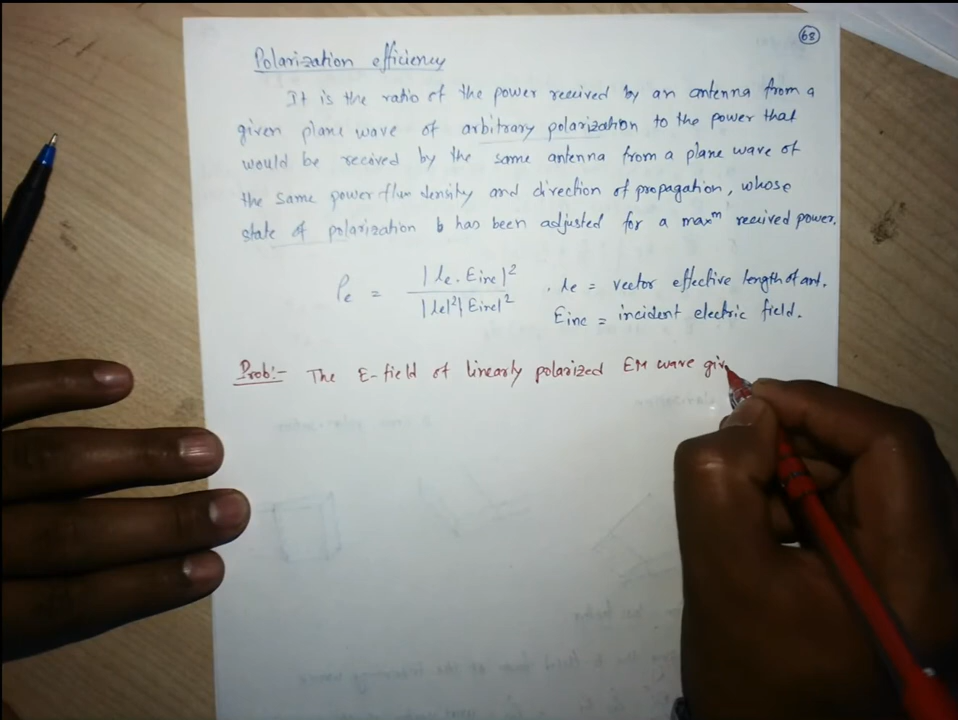 68
Polarization efficiency
It is the ratio of the power received by an antenna from a
given plane wave of arbitrary polarization to the power that
would be recived by the same antenna from a plane wave of
the same power flux density and direction of propagation, whose
state of polarization has been adjusted for a max^m received power.
Pe = |le . Einc|² / |le|² |Einc|² . le = vector effective length of ant.
Einc = incident electric field.
Prob:- The E-field of linearly polarized EM wave giv